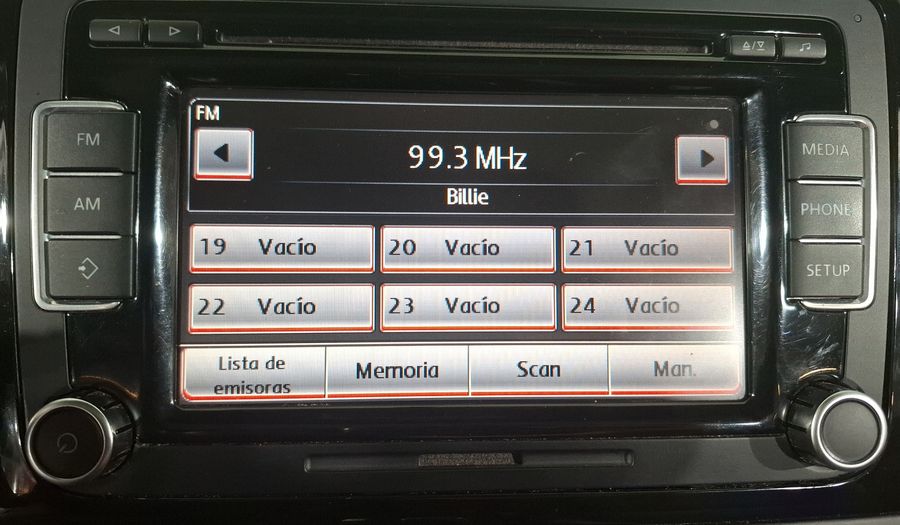 FM
99.3 MHz
Billie
19 Vacío
20 Vacío
21 Vacío
22 Vacío
23 Vacío
24 Vacío
Lista de
emisoras
Memoria
Scan
Man.
FM
AM
MEDIA
PHONE
SETUP